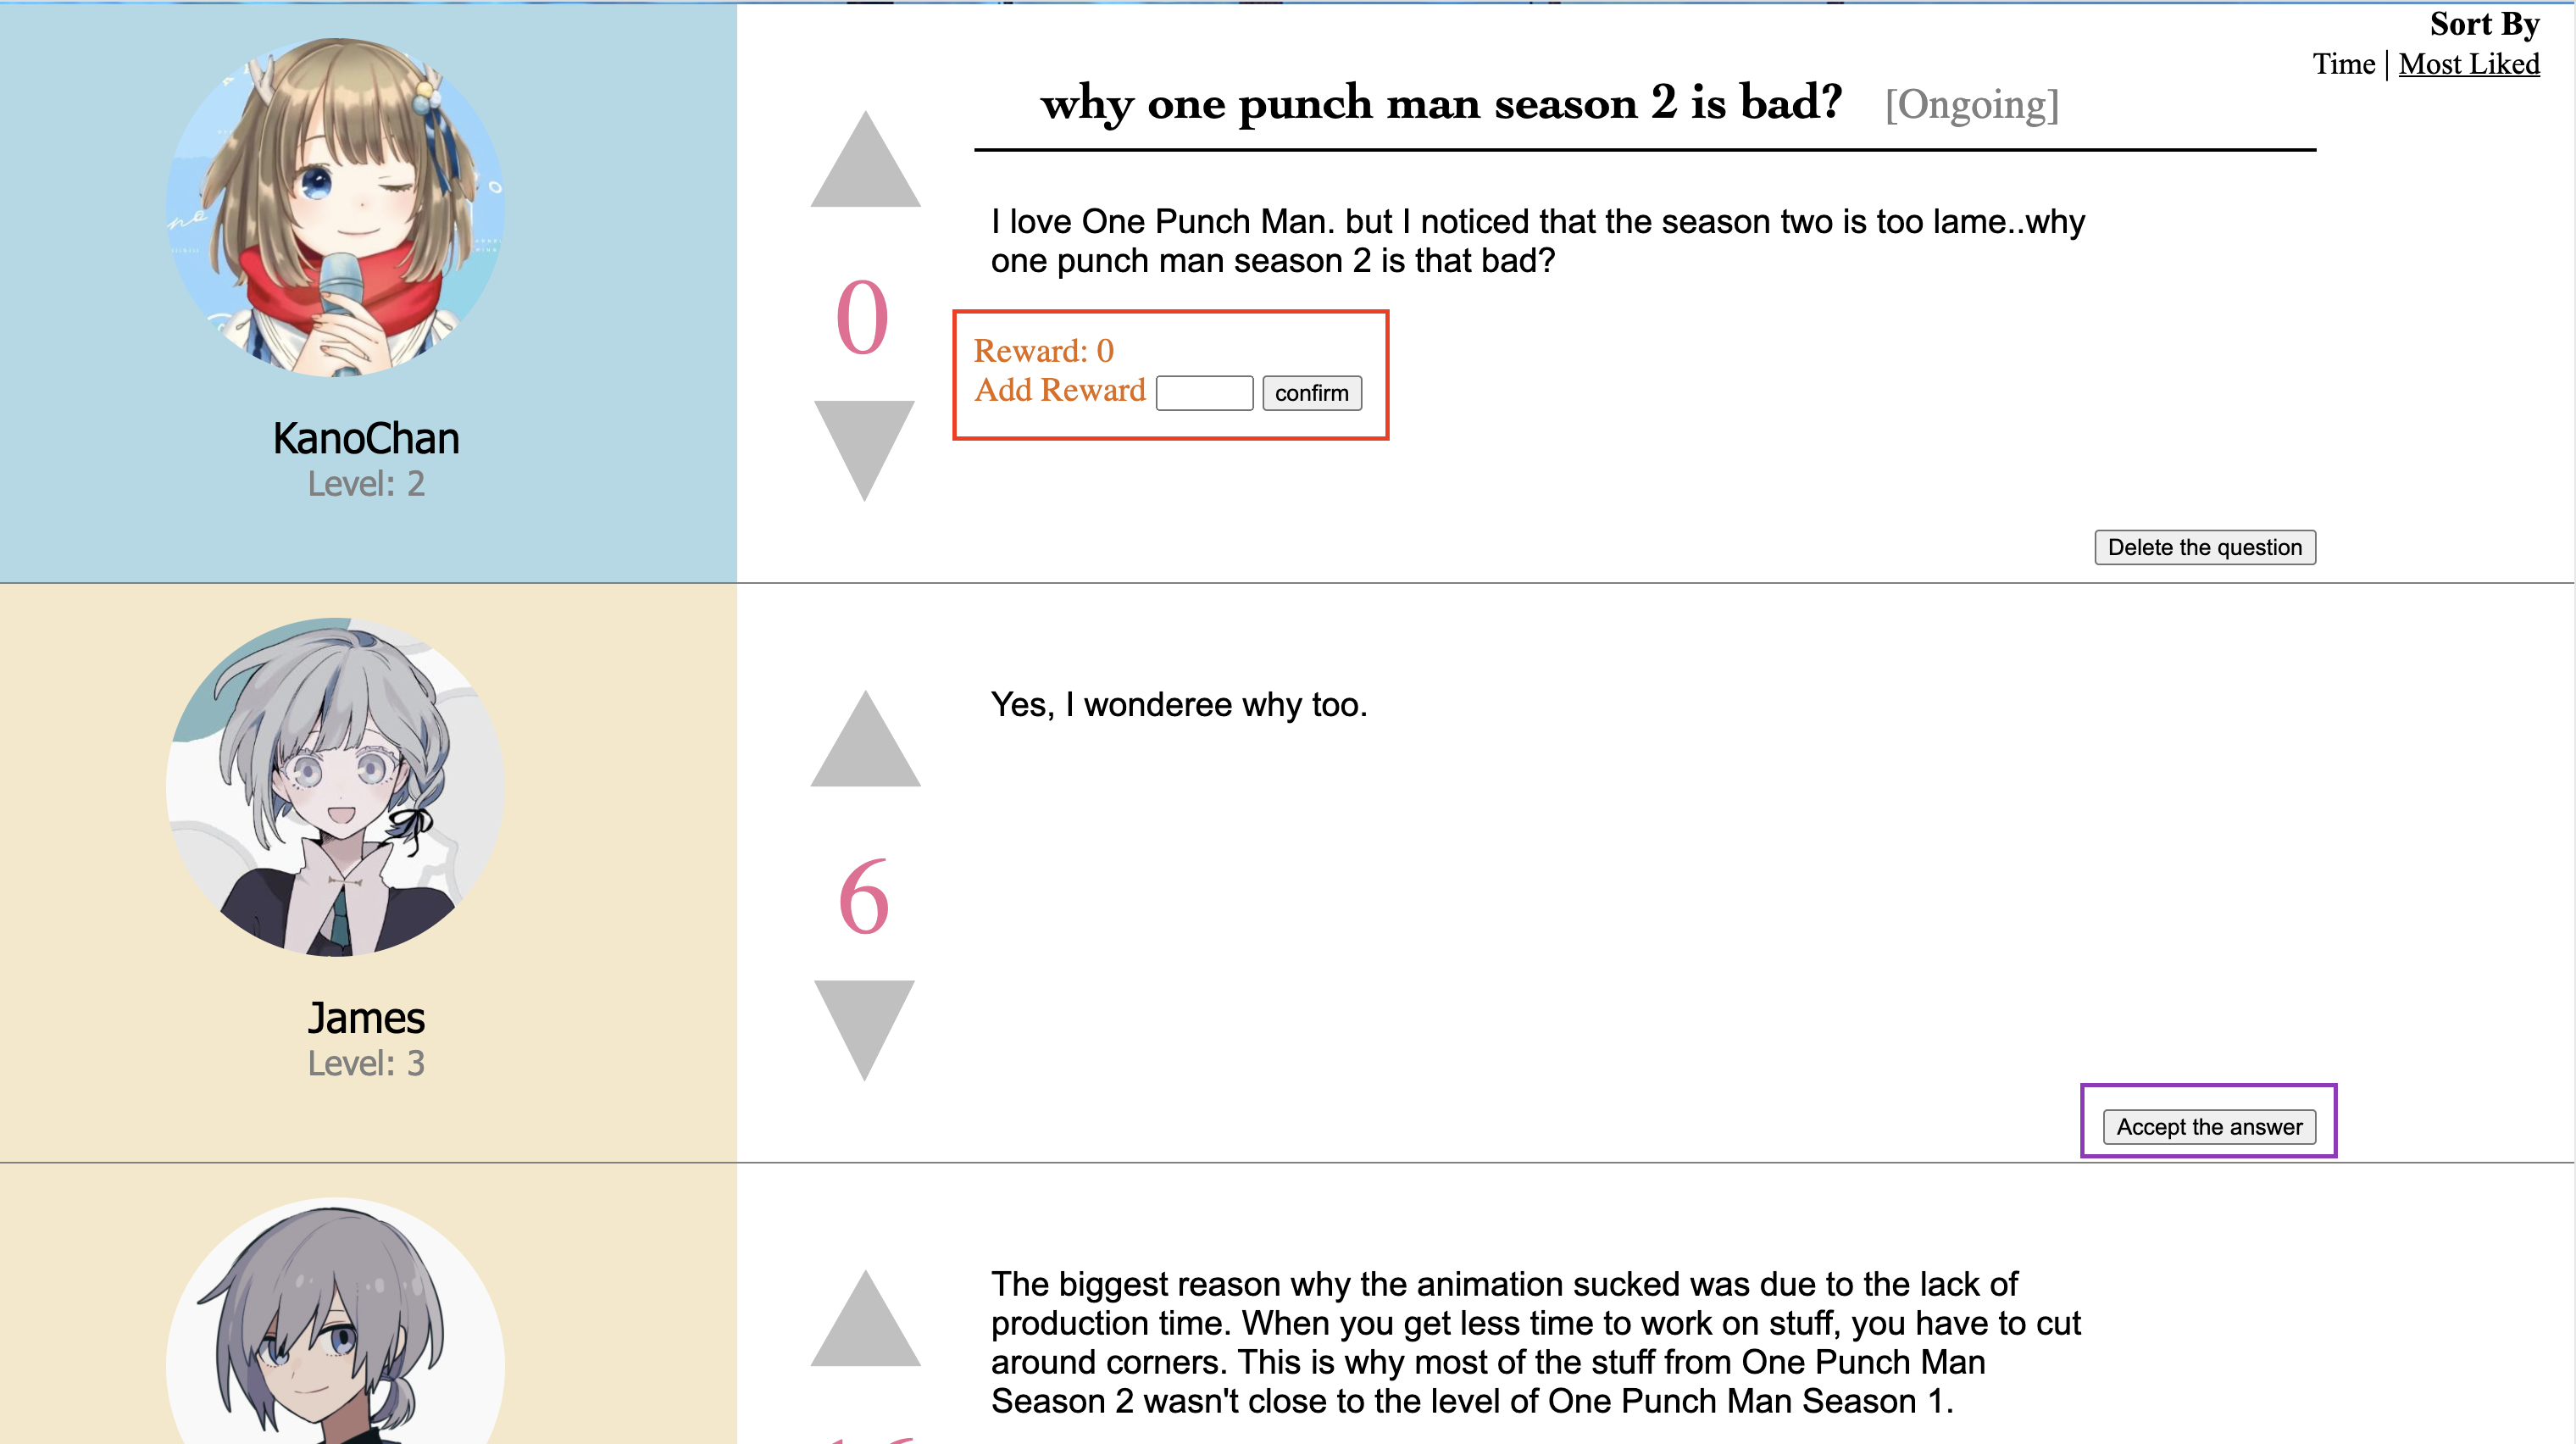 Sort By
Time | Most Liked
why one punch man season 2 is bad? [Ongoing]
I love One Punch Man. but I noticed that the season two is too lame..why
one punch man season 2 is that bad?
0
Reward: 0
Add Reward confirm
KanoChan
Level: 2
Delete the question
Yes, I wonderee why too.
6
James
Level: 3
Accept the answer
The biggest reason why the animation sucked was due to the lack of
production time. When you get less time to work on stuff, you have to cut
around corners. This is why most of the stuff from One Punch Man
Season 2 wasn't close to the level of One Punch Man Season 1.